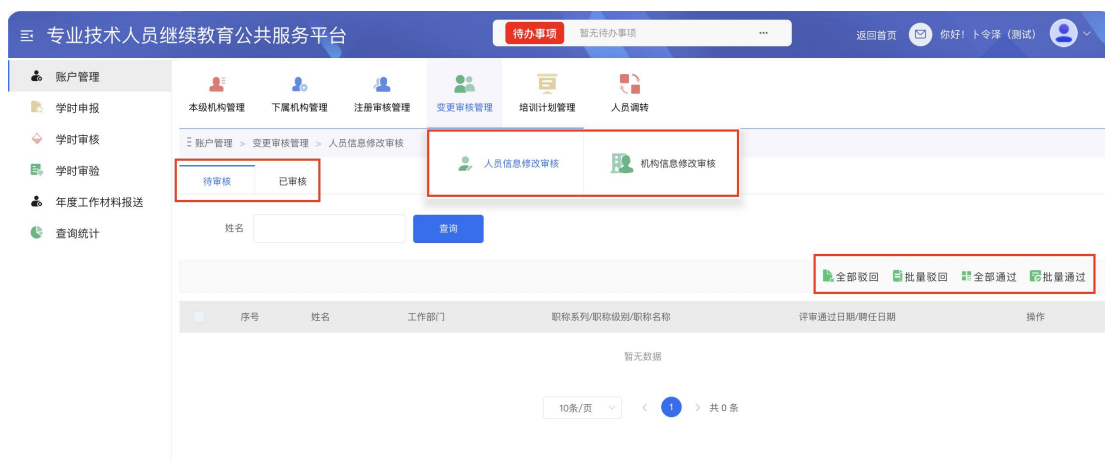 专业技术人员继续教育公共服务平台 待办事项 暂无待办事项 ... 返回首页 你好！卜令泽（测试）
账户管理
学时申报
学时审核
学时审验
年度工作材料报送
查询统计
本级机构管理 下属机构管理 注册审核管理 变更审核管理 培训计划管理 人员调转
账户管理 > 变更审核管理 > 人员信息修改审核
人员信息修改审核 机构信息修改审核
待审核 已审核
姓名 查询
全部驳回 批量驳回 全部通过 批量通过
序号 姓名 工作部门 职称系列/职称级别/职称名称 评审通过日期/聘任日期 操作
暂无数据
10条/页 < 1 > 共 0 条